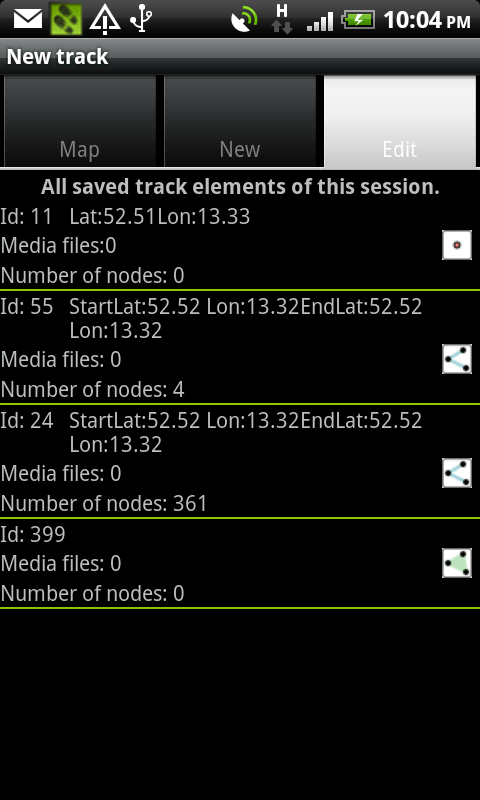 H
10:04 PM
New track
Map
New
Edit
All saved track elements of this session.
Id: 11 Lat:52.51Lon:13.33
Media files:0
Number of nodes: 0
Id: 55 StartLat:52.52 Lon:13.32EndLat:52.52
Lon:13.32
Media files: 0
Number of nodes: 4
Id: 24 StartLat:52.52 Lon:13.32EndLat:52.52
Lon:13.32
Media files: 0
Number of nodes: 361
Id: 399
Media files: 0
Number of nodes: 0